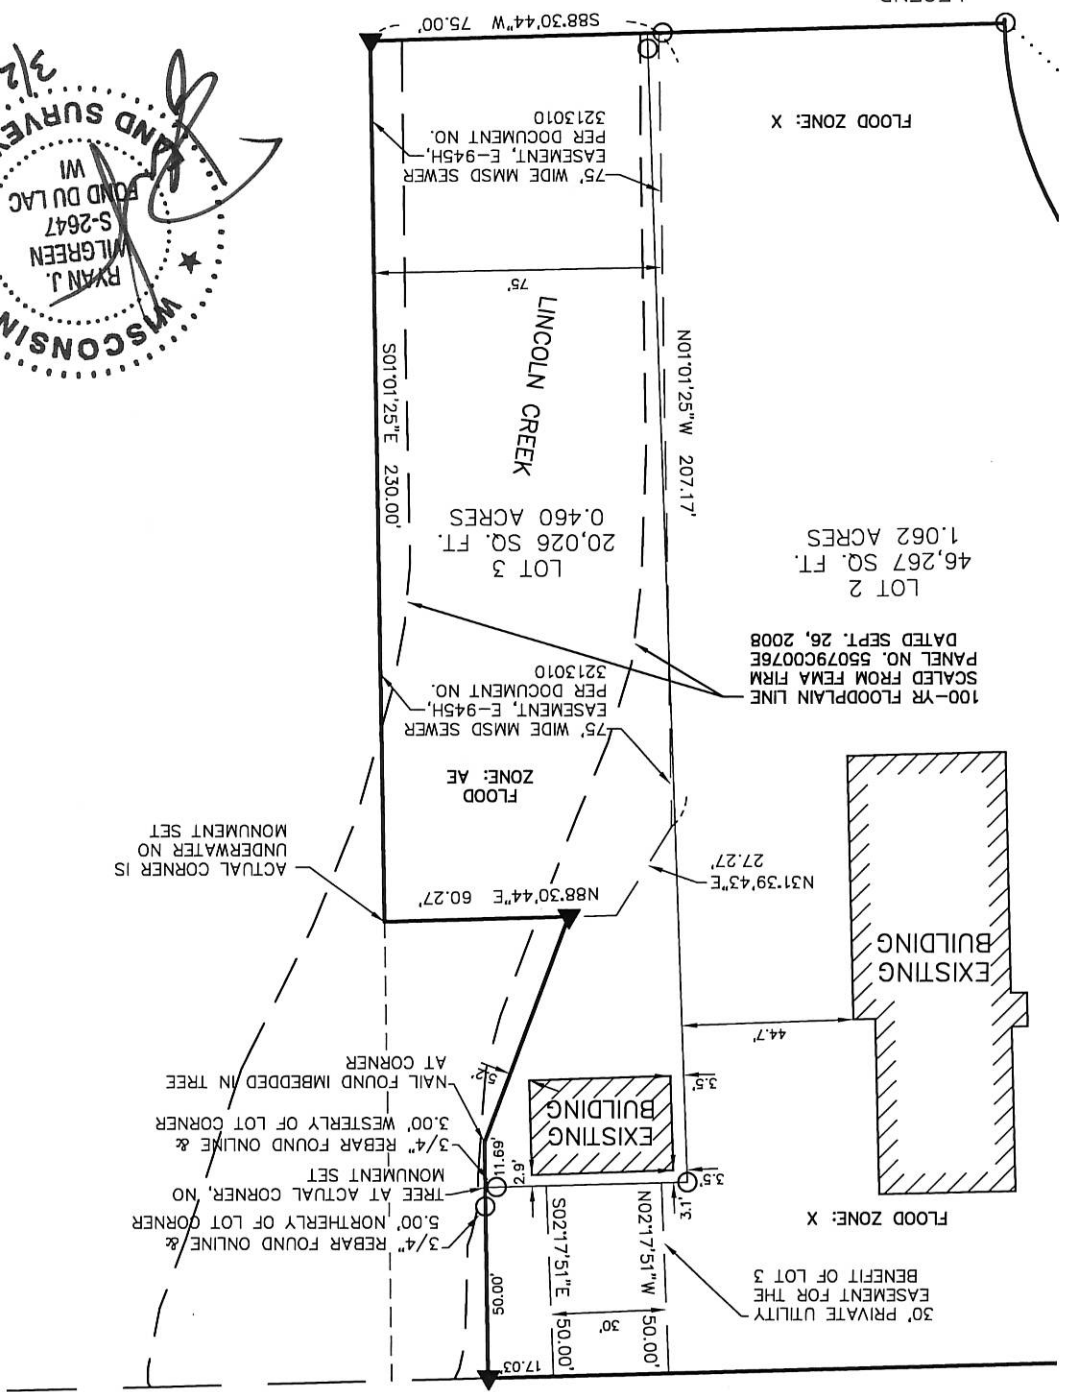 17.03'
50.00'
30'
50.00'
50.00'
S02°17'51"E
N02°17'51"W
30' PRIVATE UTILITY
EASEMENT FOR THE
BENEFIT OF LOT 3
3/4" REBAR FOUND ONLINE &
5.00' NORTHERLY OF LOT CORNER
TREE AT ACTUAL CORNER, NO
MONUMENT SET
3/4" REBAR FOUND ONLINE &
3.00' WESTERLY OF LOT CORNER
NAIL FOUND IMBEDDED IN TREE
AT CORNER
FLOOD ZONE: X
3.1'
3.5'
2.9'
11.69'
EXISTING
BUILDING
3.5'
5.2'
44.7'
EXISTING
BUILDING
N88°30'44"E 60.27'
N31°39'43"E
27.27'
ACTUAL CORNER IS
UNDERWATER NO
MONUMENT SET
FLOOD
ZONE: AE
75' WIDE MMSD SEWER
EASEMENT, E-945H,
PER DOCUMENT NO.
3213010
100-YR FLOODPLAIN LINE
SCALED FROM FEMA FIRM
PANEL NO. 55079C0076E
DATED SEPT. 26, 2008
LOT 2
46,267 SQ. FT.
1.062 ACRES
LOT 3
20,026 SQ. FT.
0.460 ACRES
LINCOLN CREEK
N01°01'25"W 207.17'
S01°01'25"E 230.00'
75'
75' WIDE MMSD SEWER
EASEMENT, E-945H,
PER DOCUMENT NO.
3213010
FLOOD ZONE: X
S88°30'44"W 75.00'
WISCONSIN
RYAN J.
WILGREEN
S-2647
FOND DU LAC
WI
LAND SURVEY
3/2